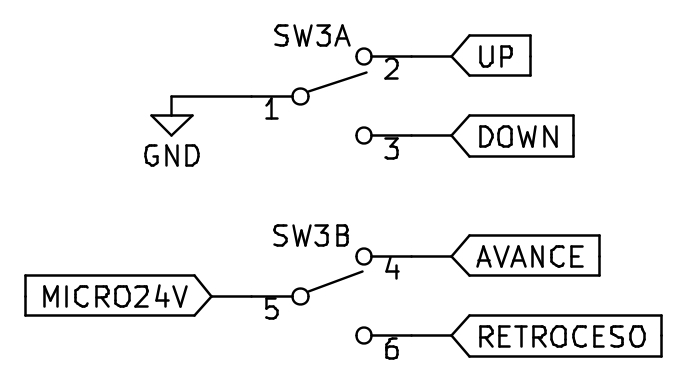 SW3A
2
UP
1
GND
3
DOWN
SW3B
4
AVANCE
MICRO24V
5
6
RETROCESO